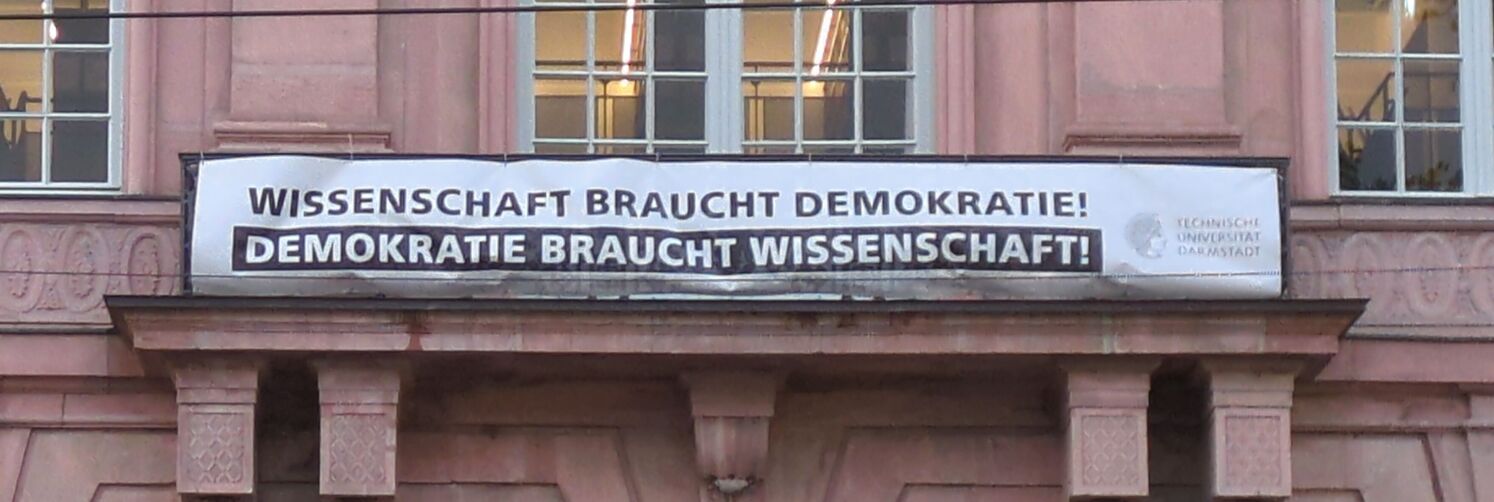 WISSENSCHAFT BRAUCHT DEMOKRATIE!
DEMOKRATIE BRAUCHT WISSENSCHAFT!
TECHNISCHE
UNIVERSITÄT
DARMSTADT